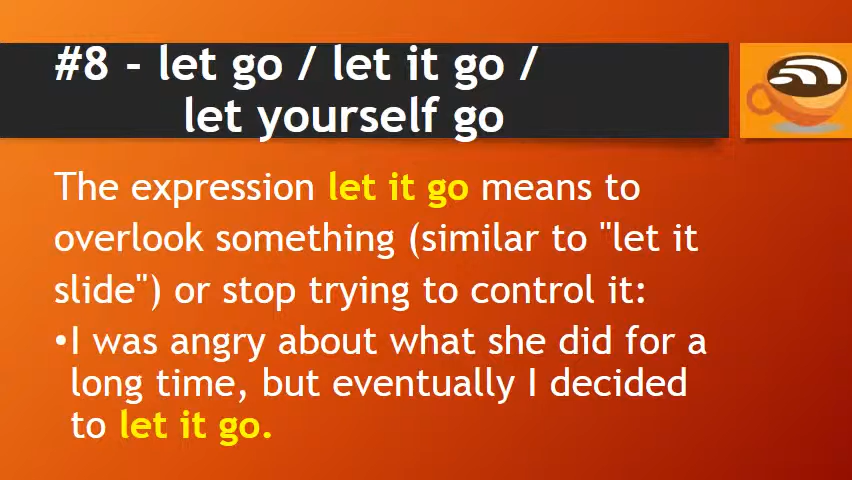 #8 - let go / let it go /
let yourself go
The expression let it go means to
overlook something (similar to "let it
slide") or stop trying to control it:
•I was angry about what she did for a
long time, but eventually I decided
to let it go.